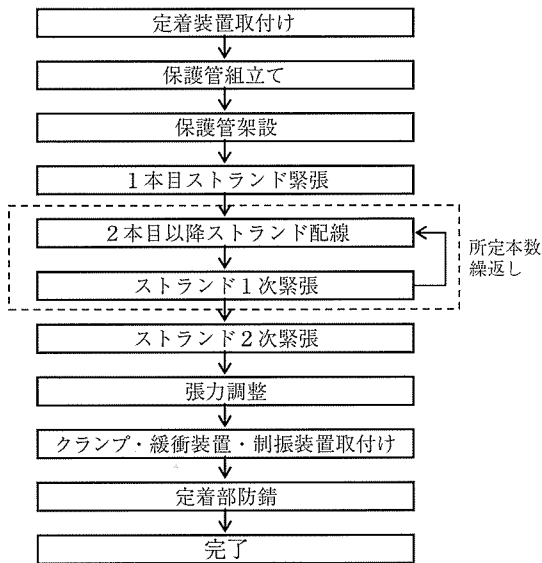 定着装置取付け
保護管組立て
保護管架設
1本目ストランド緊張
2本目以降ストランド配線
所定本数
繰返し
ストランド1次緊張
ストランド2次緊張
張力調整
クランプ・緩衝装置・制振装置取付け
定着部防錆
完了